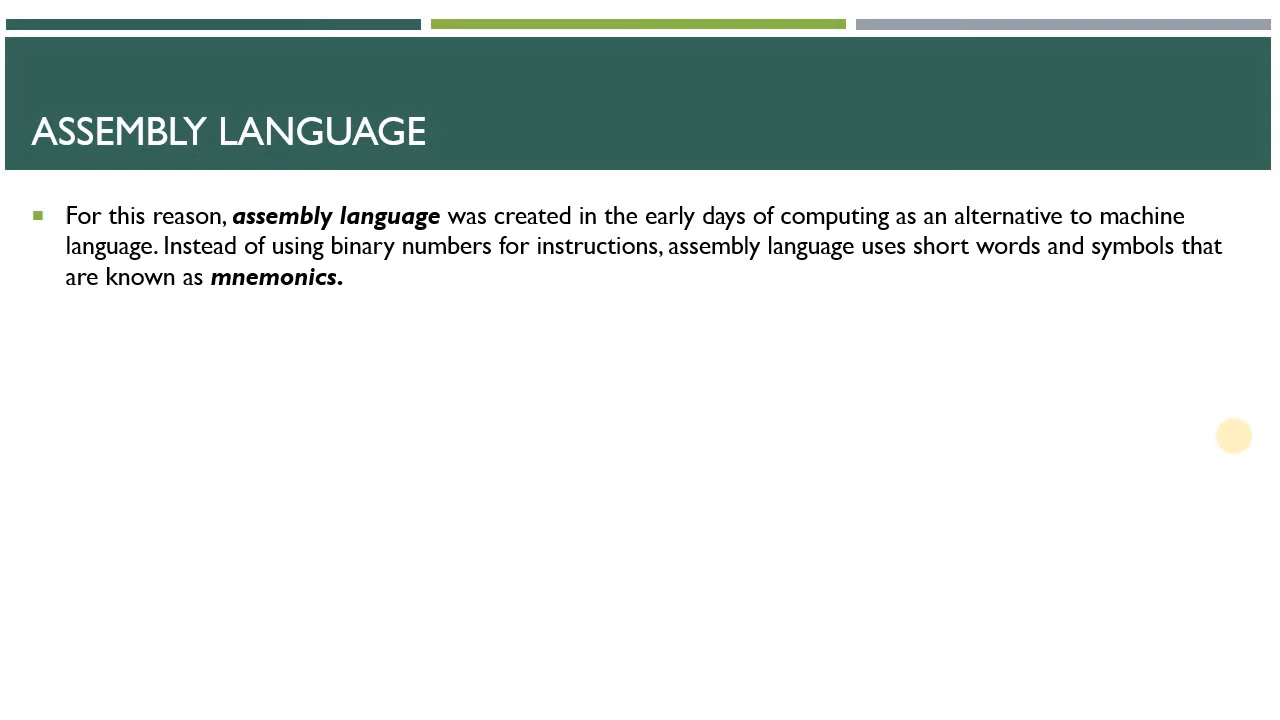 ASSEMBLY LANGUAGE
For this reason, assembly language was created in the early days of computing as an alternative to machine
language. Instead of using binary numbers for instructions, assembly language uses short words and symbols that
are known as mnemonics.